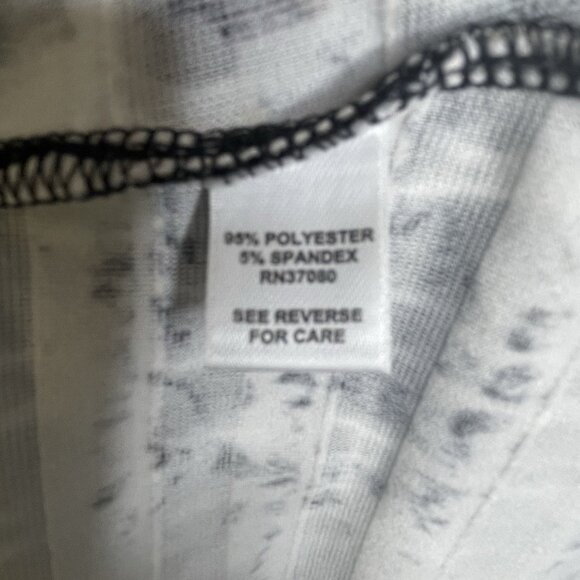 95% POLYESTER
5% SPANDEX
RN37080
SEE REVERSE
FOR CARE